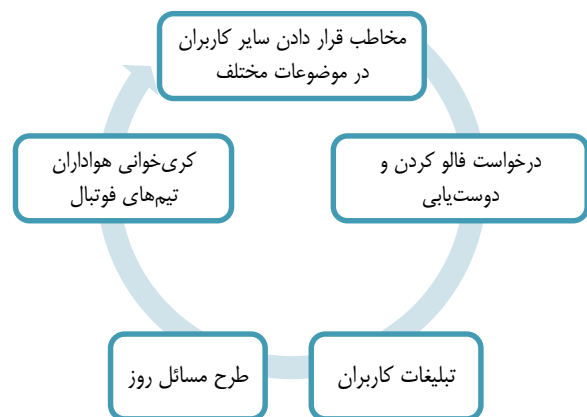 مخاطب قرار دادن سایر کاربران
در موضوعات مختلف
درخواست فالو کردن و
دوست‌یابی
تبلیغات کاربران
طرح مسائل روز
کری‌خوانی هواداران
تیم‌های فوتبال